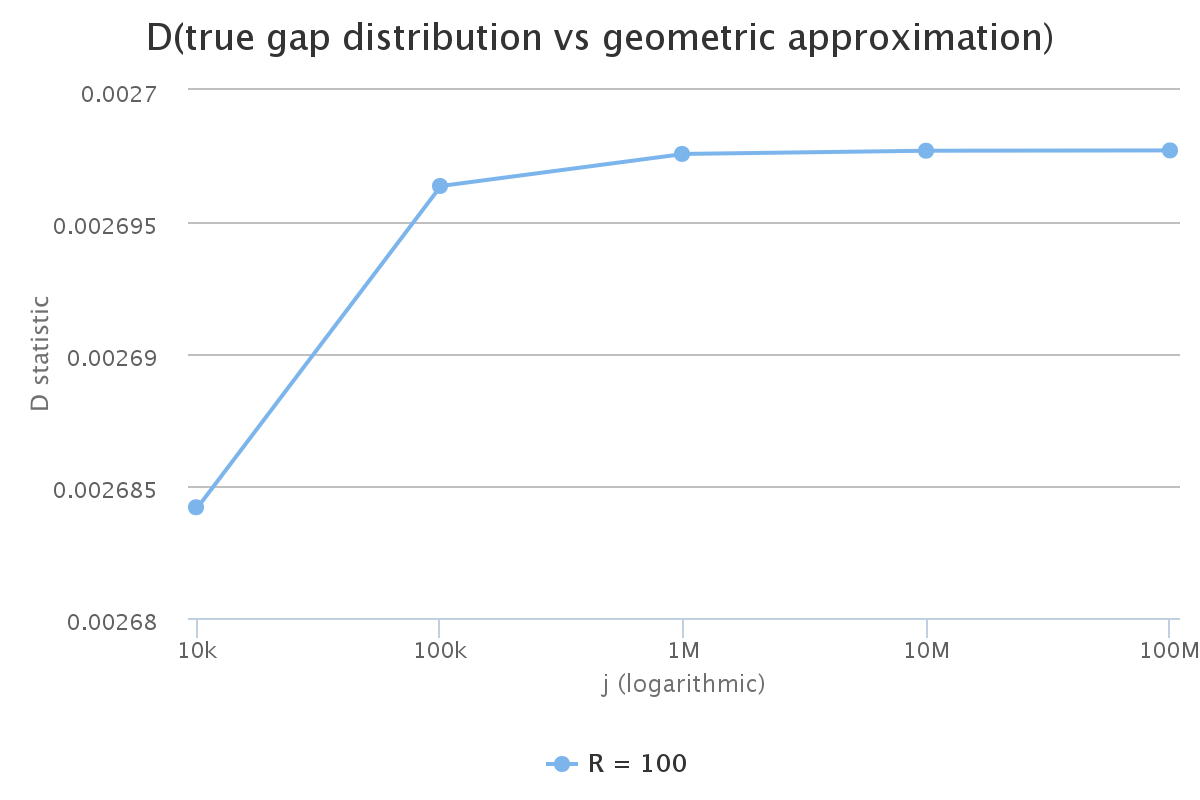 D(true gap distribution vs geometric approximation)
0.0027
0.002695
0.00269
0.002685
0.00268
D statistic
10k
100k
1M
10M
100M
j (logarithmic)
R = 100